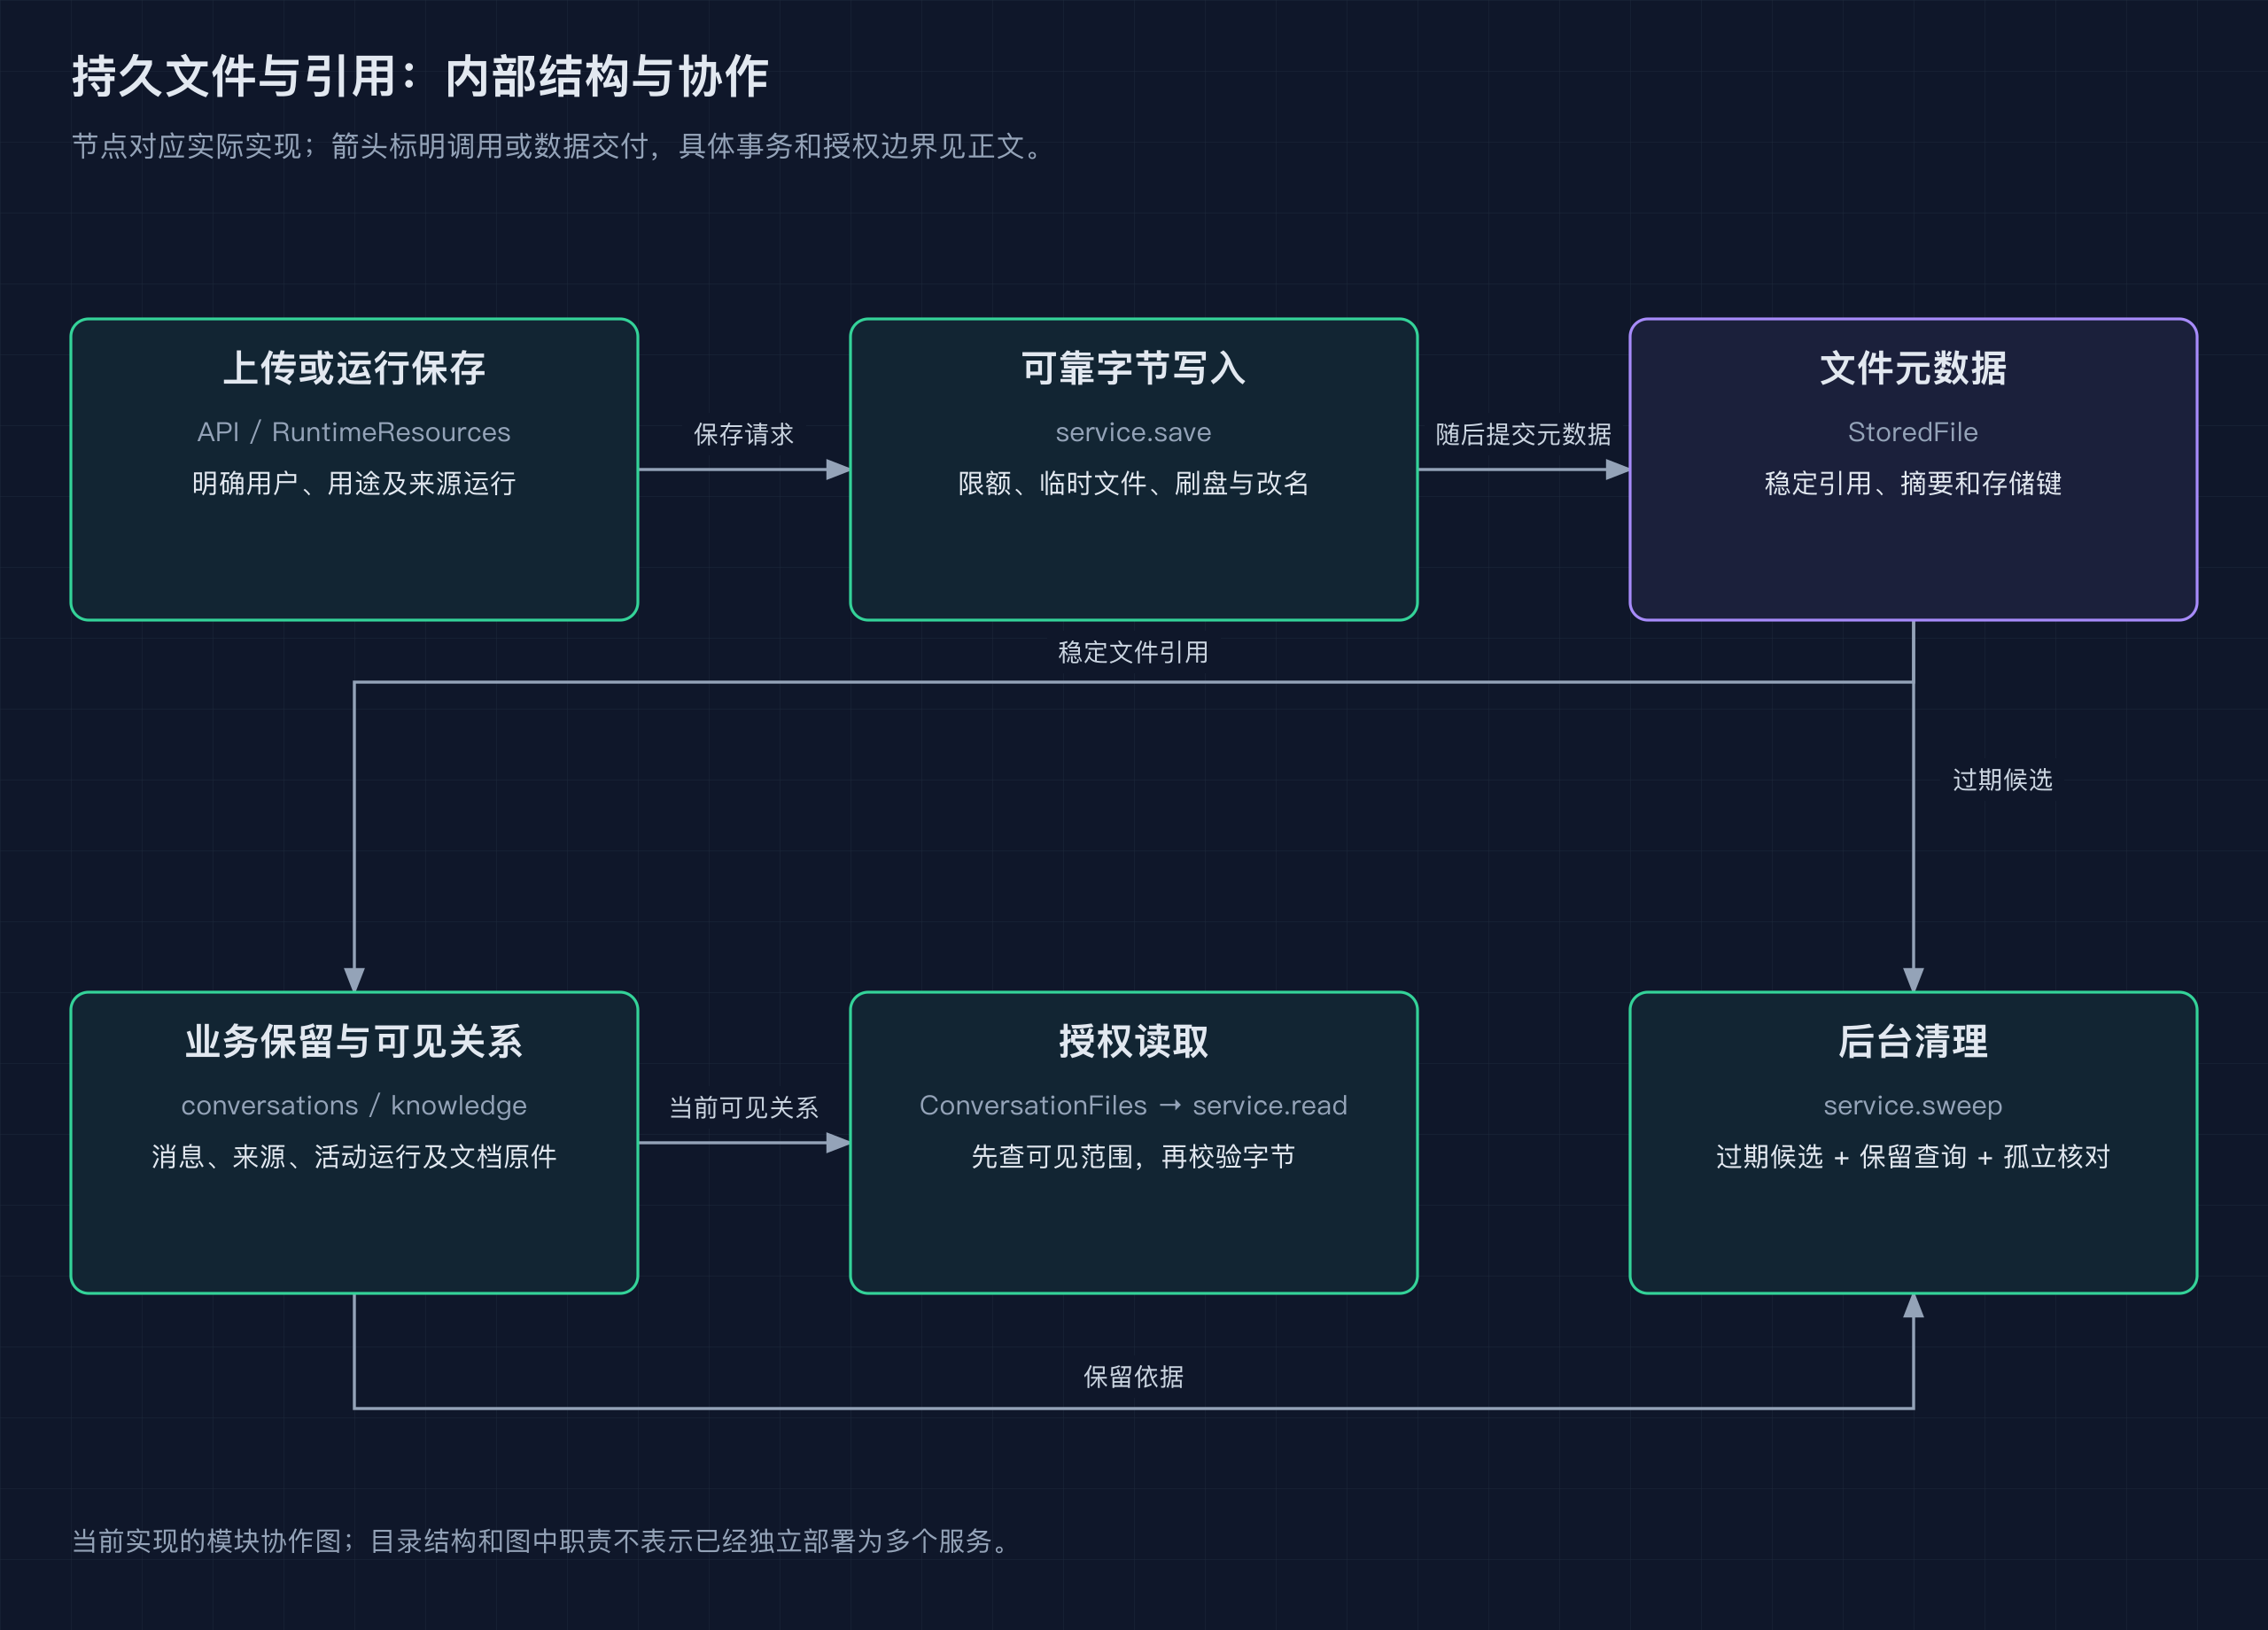 持久文件与引用：内部结构与协作
节点对应实际实现；箭头标明调用或数据交付，具体事务和授权边界见正文。
上传或运行保存
API / RuntimeResources
明确用户、用途及来源运行
保存请求
可靠字节写入
service.save
限额、临时文件、刷盘与改名
随后提交元数据
文件元数据
StoredFile
稳定引用、摘要和存储键
稳定文件引用
过期候选
业务保留与可见关系
conversations / knowledge
消息、来源、活动运行及文档原件
当前可见关系
授权读取
ConversationFiles → service.read
先查可见范围，再校验字节
后台清理
service.sweep
过期候选 + 保留查询 + 孤立核对
保留依据
当前实现的模块协作图；目录结构和图中职责不表示已经独立部署为多个服务。